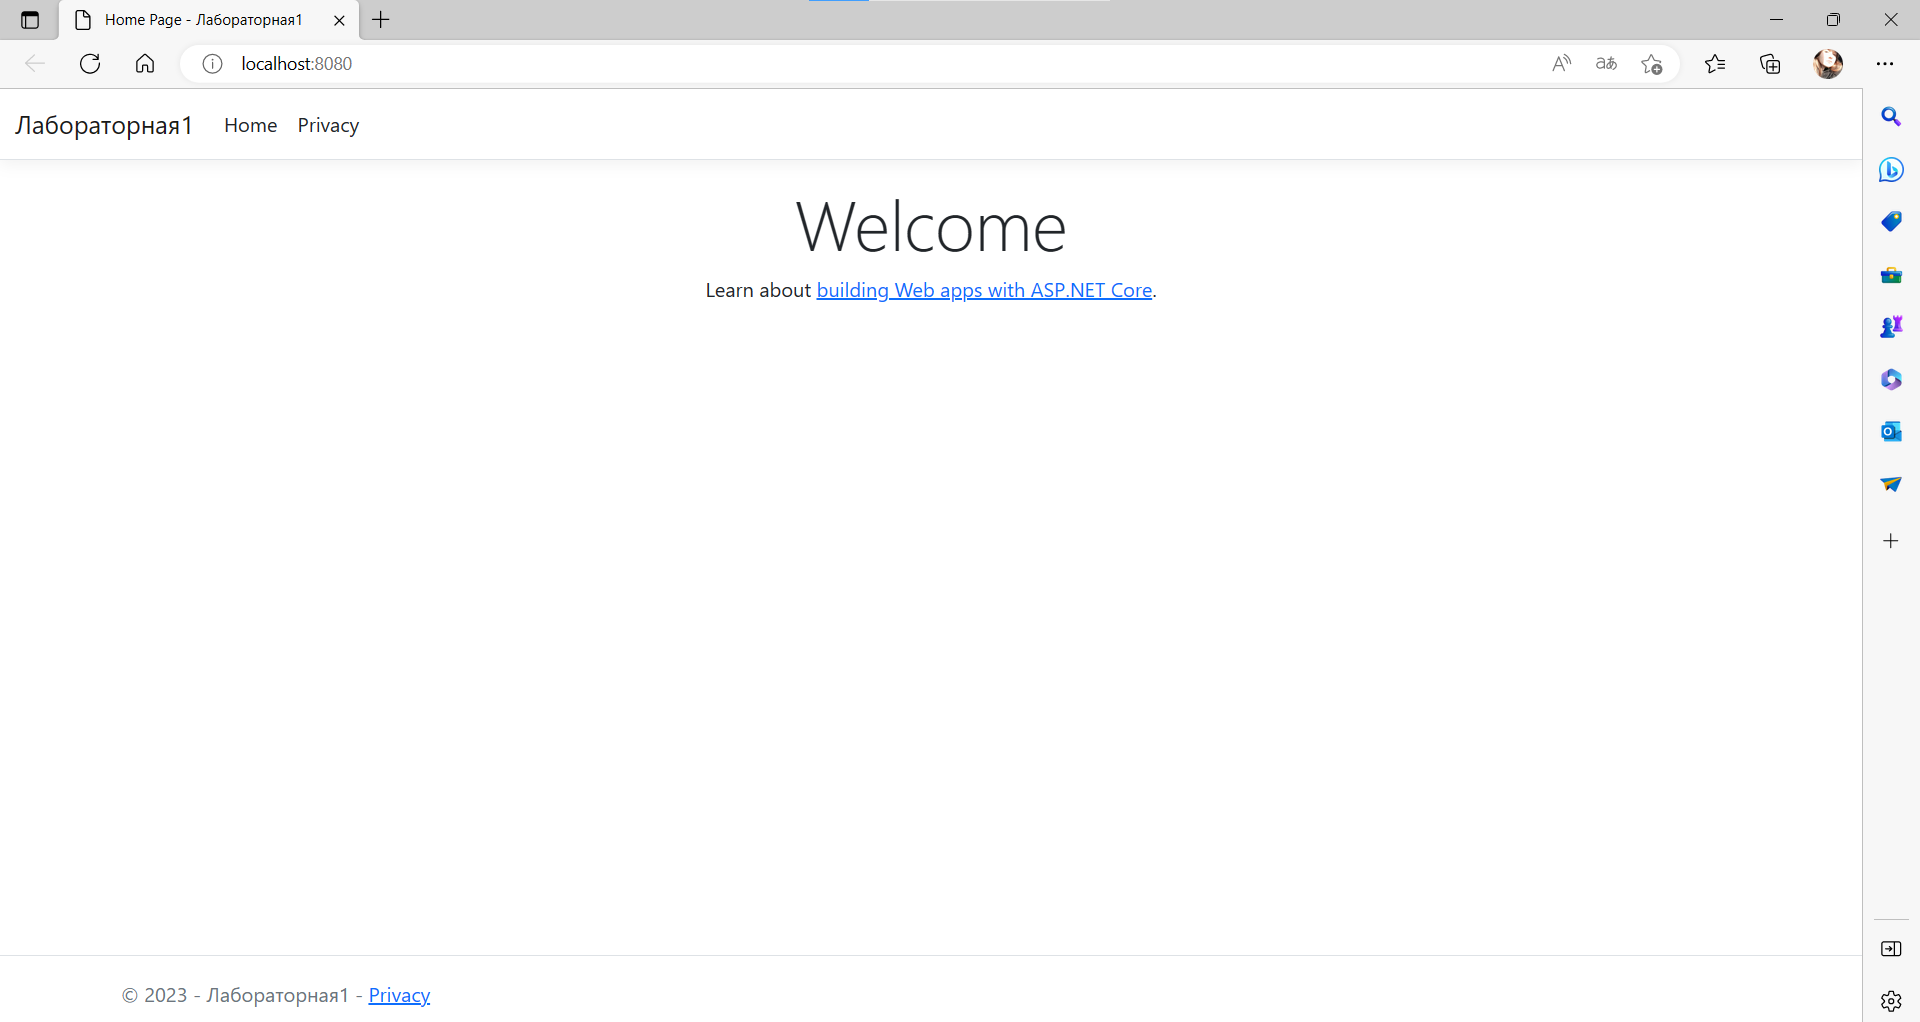 Home Page - Лабораторная1
localhost:8080
Лабораторная1 Home Privacy
Welcome
Learn about building Web apps with ASP.NET Core.
© 2023 - Лабораторная1 - Privacy